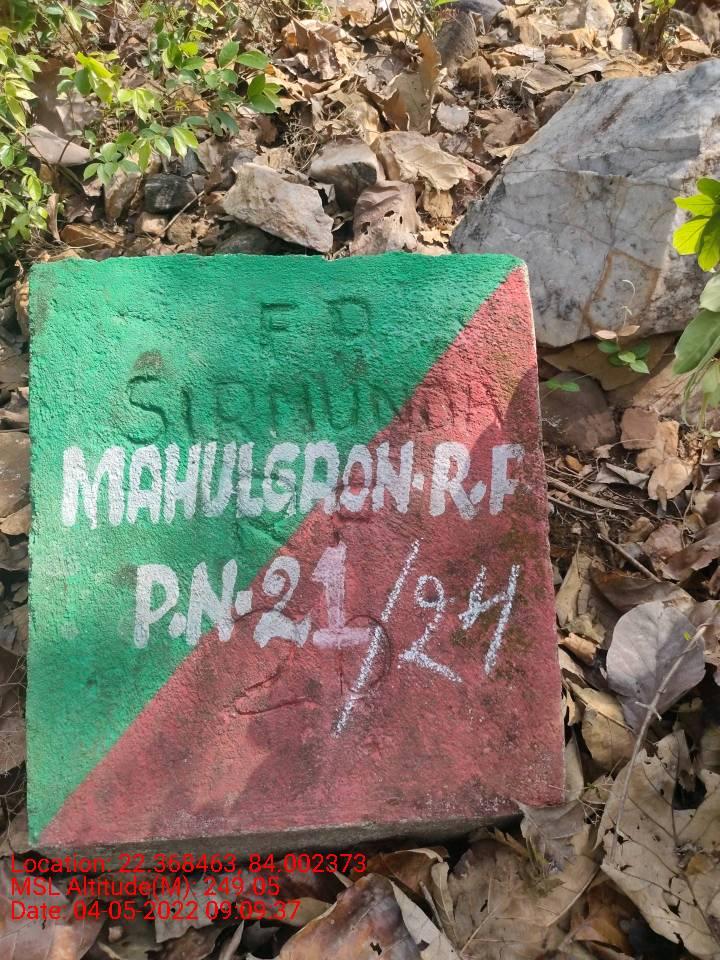 F D
SIRMUNDA
MAHULGAON.R.F
P.N.21/24
Location: 22.368463, 84.002373
MSL Altitude(M): 249.05
Date: 04-05-2022 09:09:37